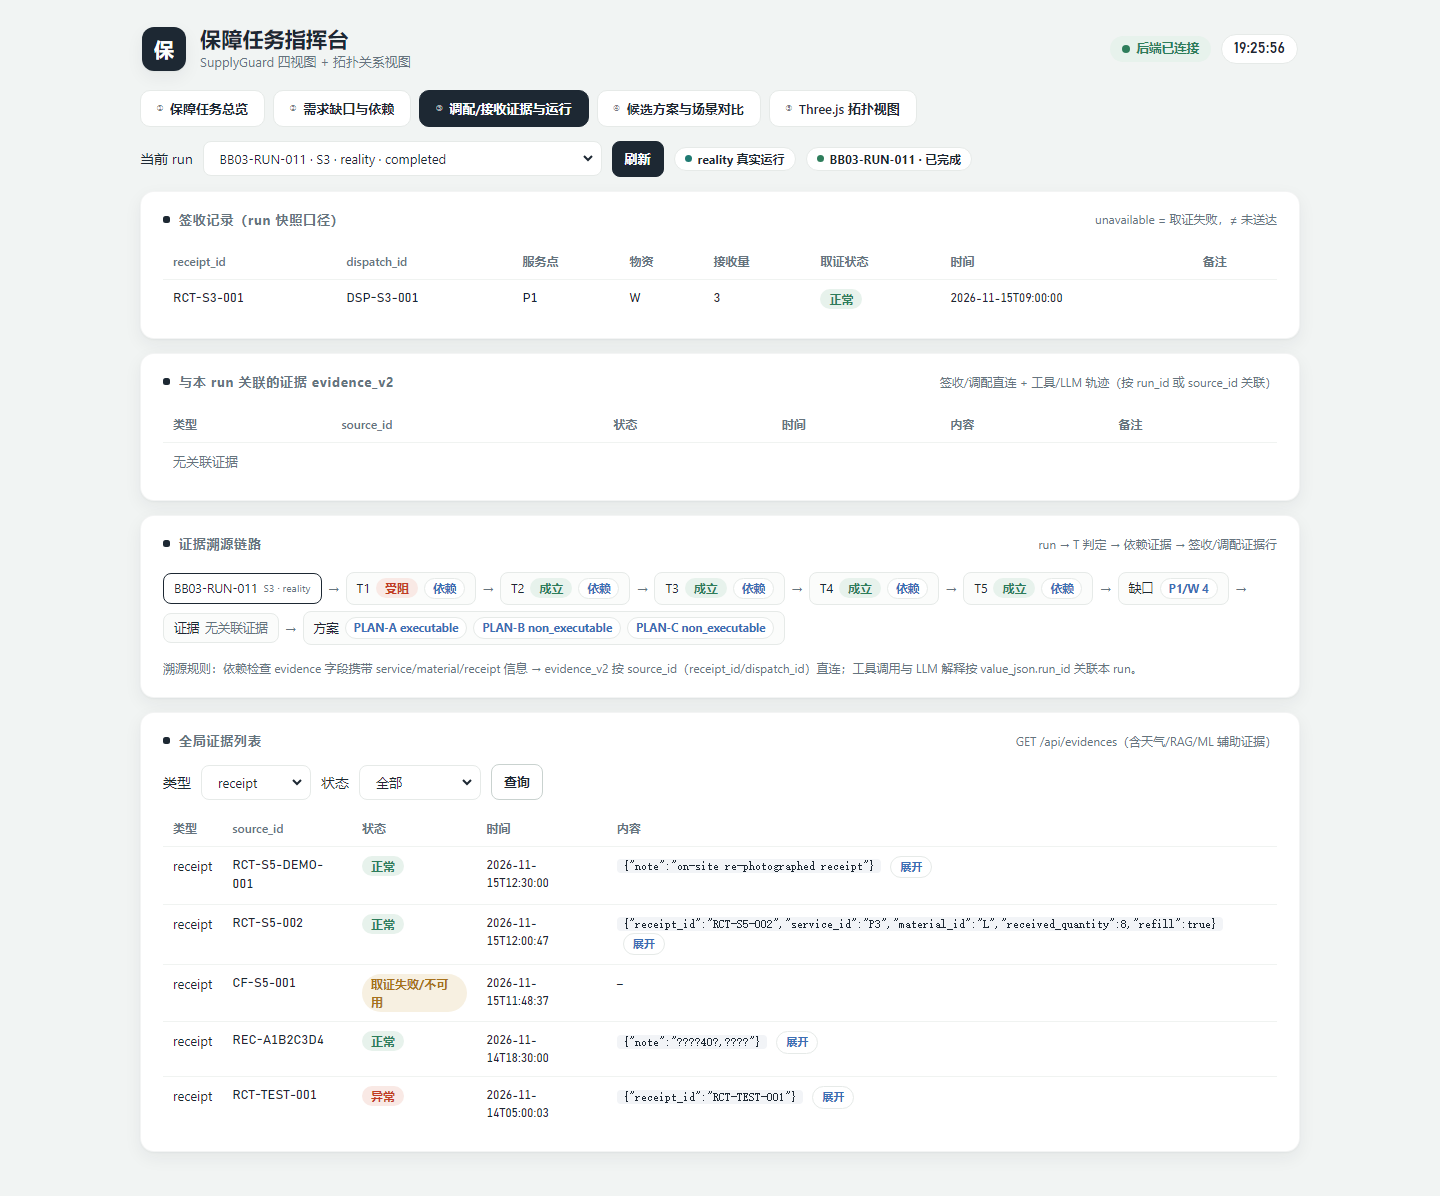 保
保障任务指挥台
SupplyGuard 四视图 + 拓扑关系视图
后端已连接
19:25:56
保障任务总览
需求缺口与依赖
调配/接收证据与运行
候选方案与场景对比
Three.js 拓扑视图
当前 run
BB03-RUN-011 · S3 · reality · completed
刷新
reality 真实运行
BB03-RUN-011 · 已完成
签收记录（run 快照口径）
unavailable = 取证失败，≠ 未送达
receipt_id dispatch_id 服务点 物资 接收量 取证状态 时间 备注
RCT-S3-001 DSP-S3-001 P1 W 3 正常 2026-11-15T09:00:00
与本 run 关联的证据 evidence_v2
签收/调配直连 + 工具/LLM 轨迹（按 run_id 或 source_id 关联）
类型 source_id 状态 时间 内容 备注
无关联证据
证据溯源链路
run → T 判定 → 依赖证据 → 签收/调配证据行
BB03-RUN-011 S3 · reality → T1 受阻 依赖 → T2 成立 依赖 → T3 成立 依赖 → T4 成立 依赖 → T5 成立 依赖 → 缺口 P1/W 4 →
证据 无关联证据 → 方案 PLAN-A executable PLAN-B non_executable PLAN-C non_executable
溯源规则：依赖检查 evidence 字段携带 service/material/receipt 信息 → evidence_v2 按 source_id（receipt_id/dispatch_id）直连；工具调用与 LLM 解释按 value_json.run_id 关联本 run。
全局证据列表
GET /api/evidences（含天气/RAG/ML 辅助证据）
类型 receipt 状态 全部 查询
类型 source_id 状态 时间 内容
receipt RCT-S5-DEMO-
001 正常 2026-11-
15T12:30:00 {"note":"on-site re-photographed receipt"} 展开
receipt RCT-S5-002 正常 2026-11-
15T12:00:47 {"receipt_id":"RCT-S5-002","service_id":"P3","material_id":"L","received_quantity":8,"refill":true}
展开
receipt CF-S5-001 取证失败/不可
用 2026-11-
15T11:48:37 —
receipt REC-A1B2C3D4 正常 2026-11-
14T18:30:00 {"note":"????40?,????"} 展开
receipt RCT-TEST-001 异常 2026-11-
14T05:00:03 {"receipt_id":"RCT-TEST-001"} 展开